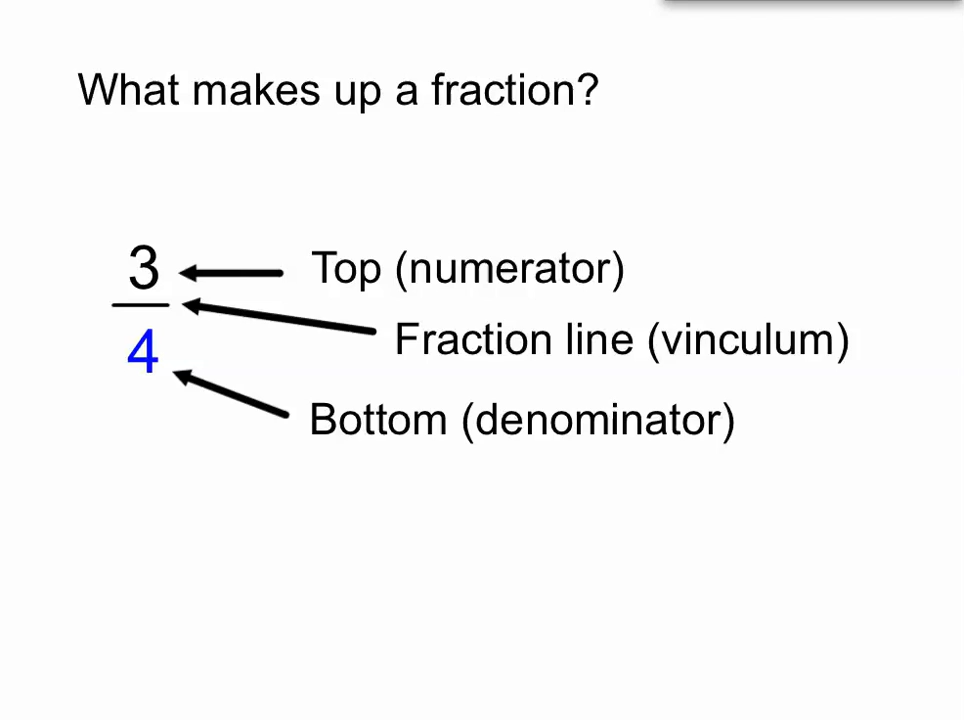 What makes up a fraction?
3
Top (numerator)
Fraction line (vinculum)
4
Bottom (denominator)